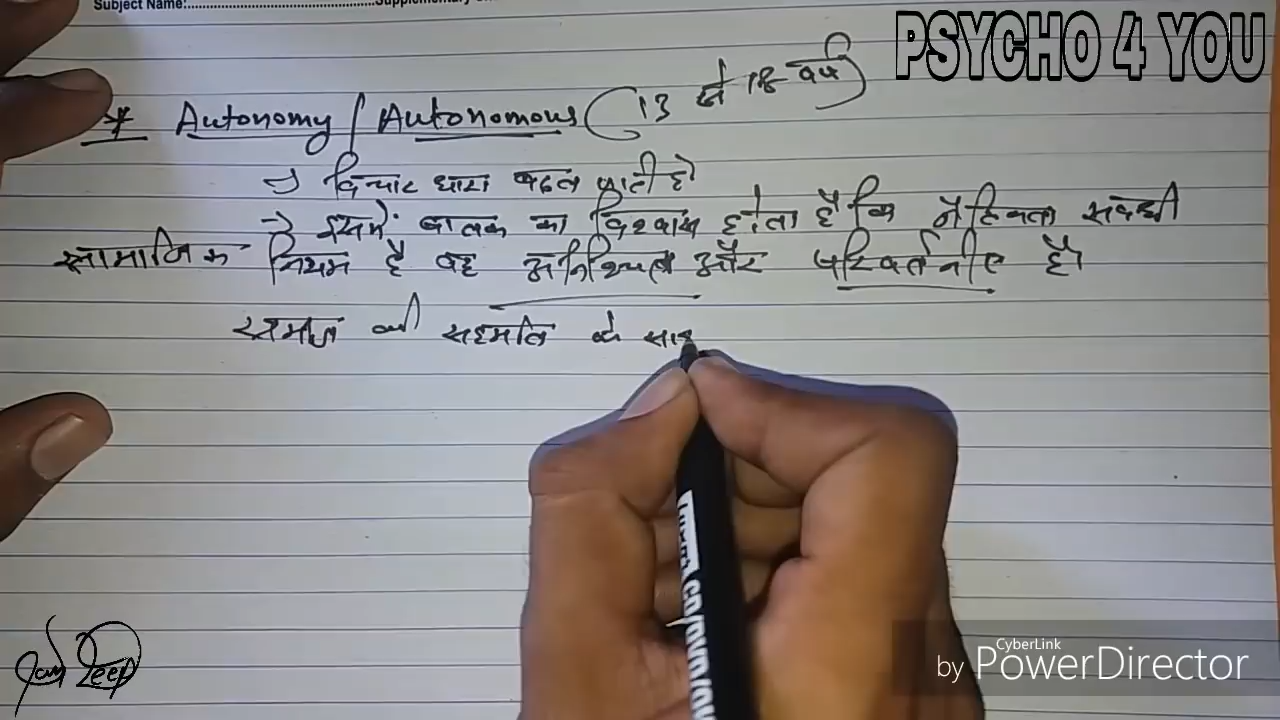 Subject Name:
PSYCHO 4 YOU
* Autonomy / Autonomous (13 से 18 वर्ष)
→ विचार धारा बदल जाती है
→ इसमें बालक का विश्वास होता है कि नैतिकता सबंधी
सामाजिक नियम है वह अनिश्चित और परिवर्तनीए है।
समाज की सहमति के साथ
CyberLink
by PowerDirector